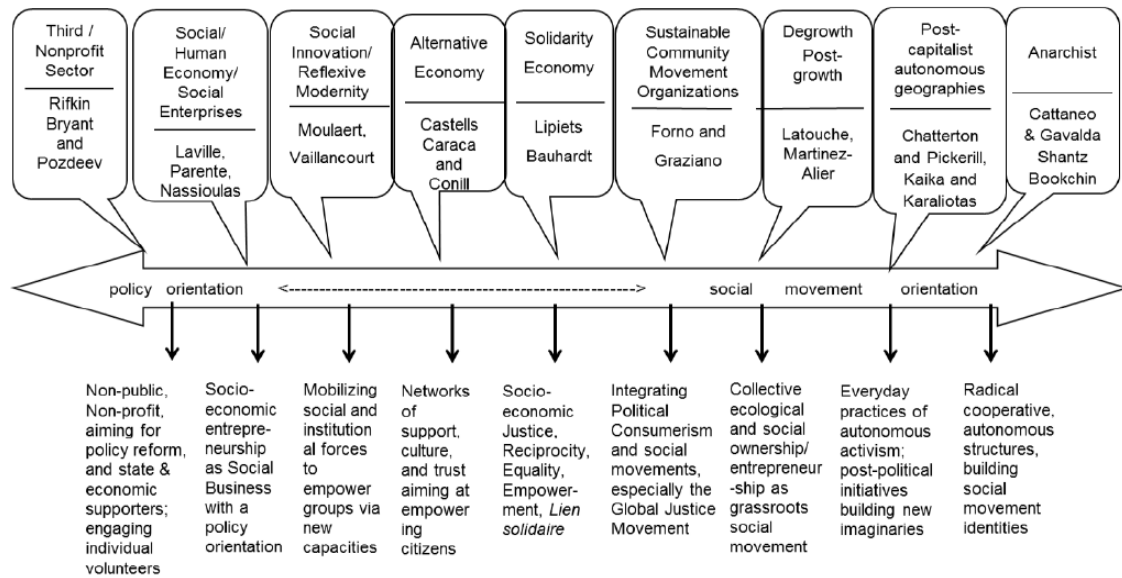 Third /
Nonprofit
Sector
Rifkin
Bryant
and
Pozdeev
Social/
Human
Economy/
Social
Enterprises
Laville,
Parente,
Nassioulas
Social
Innovation/
Reflexive
Modernity
Moulaert,
Vaillancourt
Alternative
Economy
Castells
Caraca
and
Conill
Solidarity
Economy
Lipiets
Bauhardt
Sustainable
Community
Movement
Organizations
Forno and
Graziano
Degrowth
Post-
growth
Latouche,
Martinez-
Alier
Post-
capitalist
autonomous
geographies
Chatterton
and Pickerill,
Kaika and
Karaliotas
Anarchist
Cattaneo
& Gavalda
Shantz
Bookchin
policy orientation <------------------------------------> social movement orientation
Non-public,
Non-profit,
aiming for
policy reform,
and state &
economic
supporters;
engaging
individual
volunteers
Socio-
economic
entrepre-
neurship
as Social
Business
with a
policy
orientation
Mobilizing
social and
institution
al forces
to
empower
groups via
new
capacities
Networks
of
support,
culture,
and trust
aiming at
empower
ing
citizens
Socio-
economic
Justice,
Reciprocity,
Equality,
Empower-
ment, Lien
solidaire
Integrating
Political
Consumerism
and social
movements,
especially the
Global Justice
Movement
Collective
ecological
and social
ownership/
entrepreneur
-ship as
grassroots
social
movement
Everyday
practices of
autonomous
activism;
post-political
initiatives
building new
imaginaries
Radical
cooperative,
autonomous
structures,
building
social
movement
identities